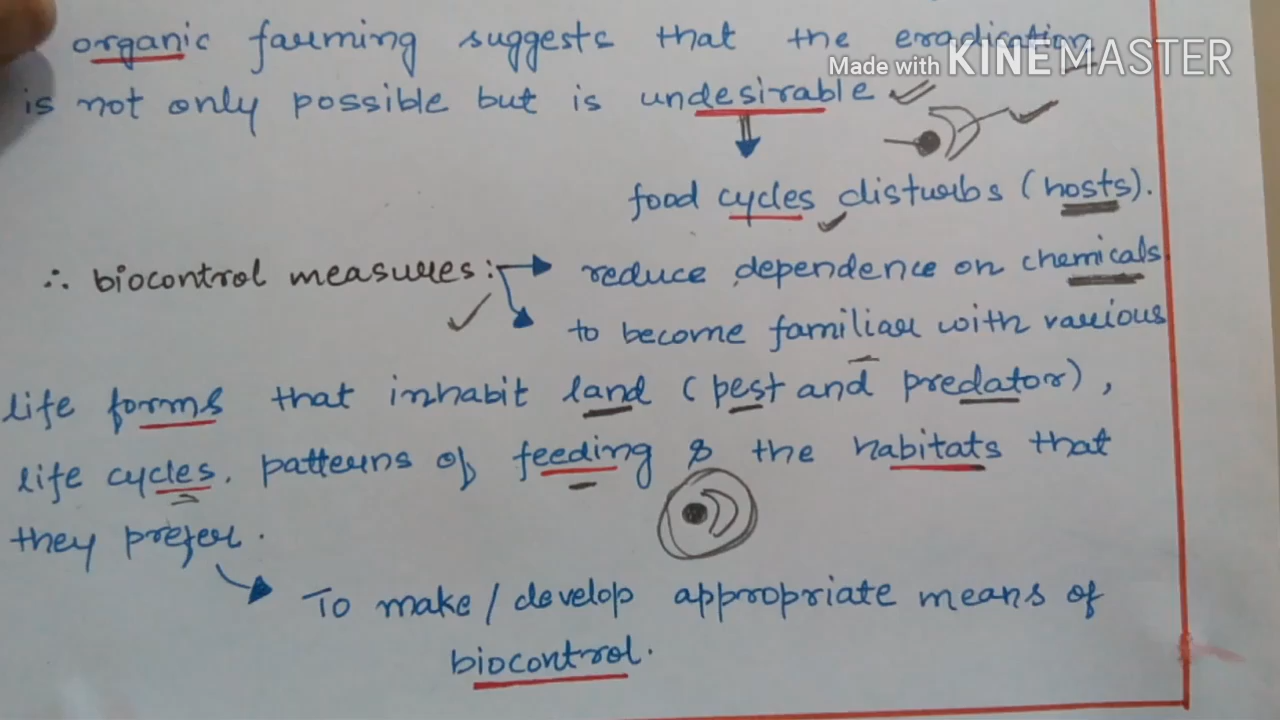 organic farming suggests that the eradication
Made with KINEMASTER
is not only possible but is undesirable
food cycles disturbs (hosts).
∴ biocontrol measures: reduce dependence on chemicals
to become familiar with various
life forms that inhabit land (pest and predator),
life cycles. patterns of feeding & the habitats that
they prefer.
To make/develop appropriate means of
biocontrol.